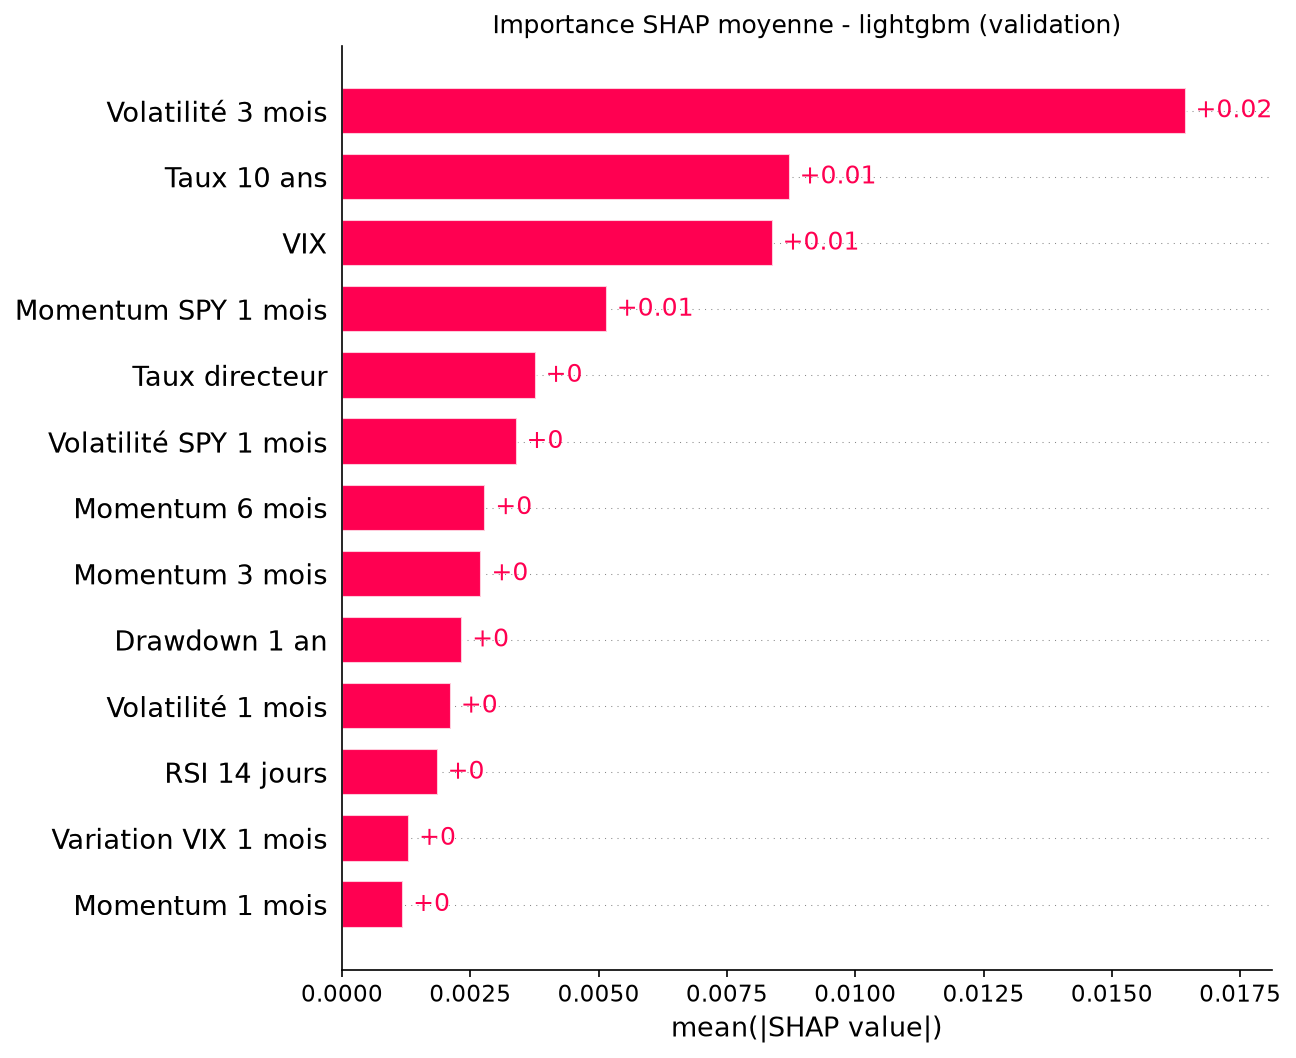 Importance SHAP moyenne - lightgbm (validation)
Volatilité 3 mois +0.02
Taux 10 ans +0.01
VIX +0.01
Momentum SPY 1 mois +0.01
Taux directeur +0
Volatilité SPY 1 mois +0
Momentum 6 mois +0
Momentum 3 mois +0
Drawdown 1 an +0
Volatilité 1 mois +0
RSI 14 jours +0
Variation VIX 1 mois +0
Momentum 1 mois +0
0.0000 0.0025 0.0050 0.0075 0.0100 0.0125 0.0150 0.0175
mean(|SHAP value|)